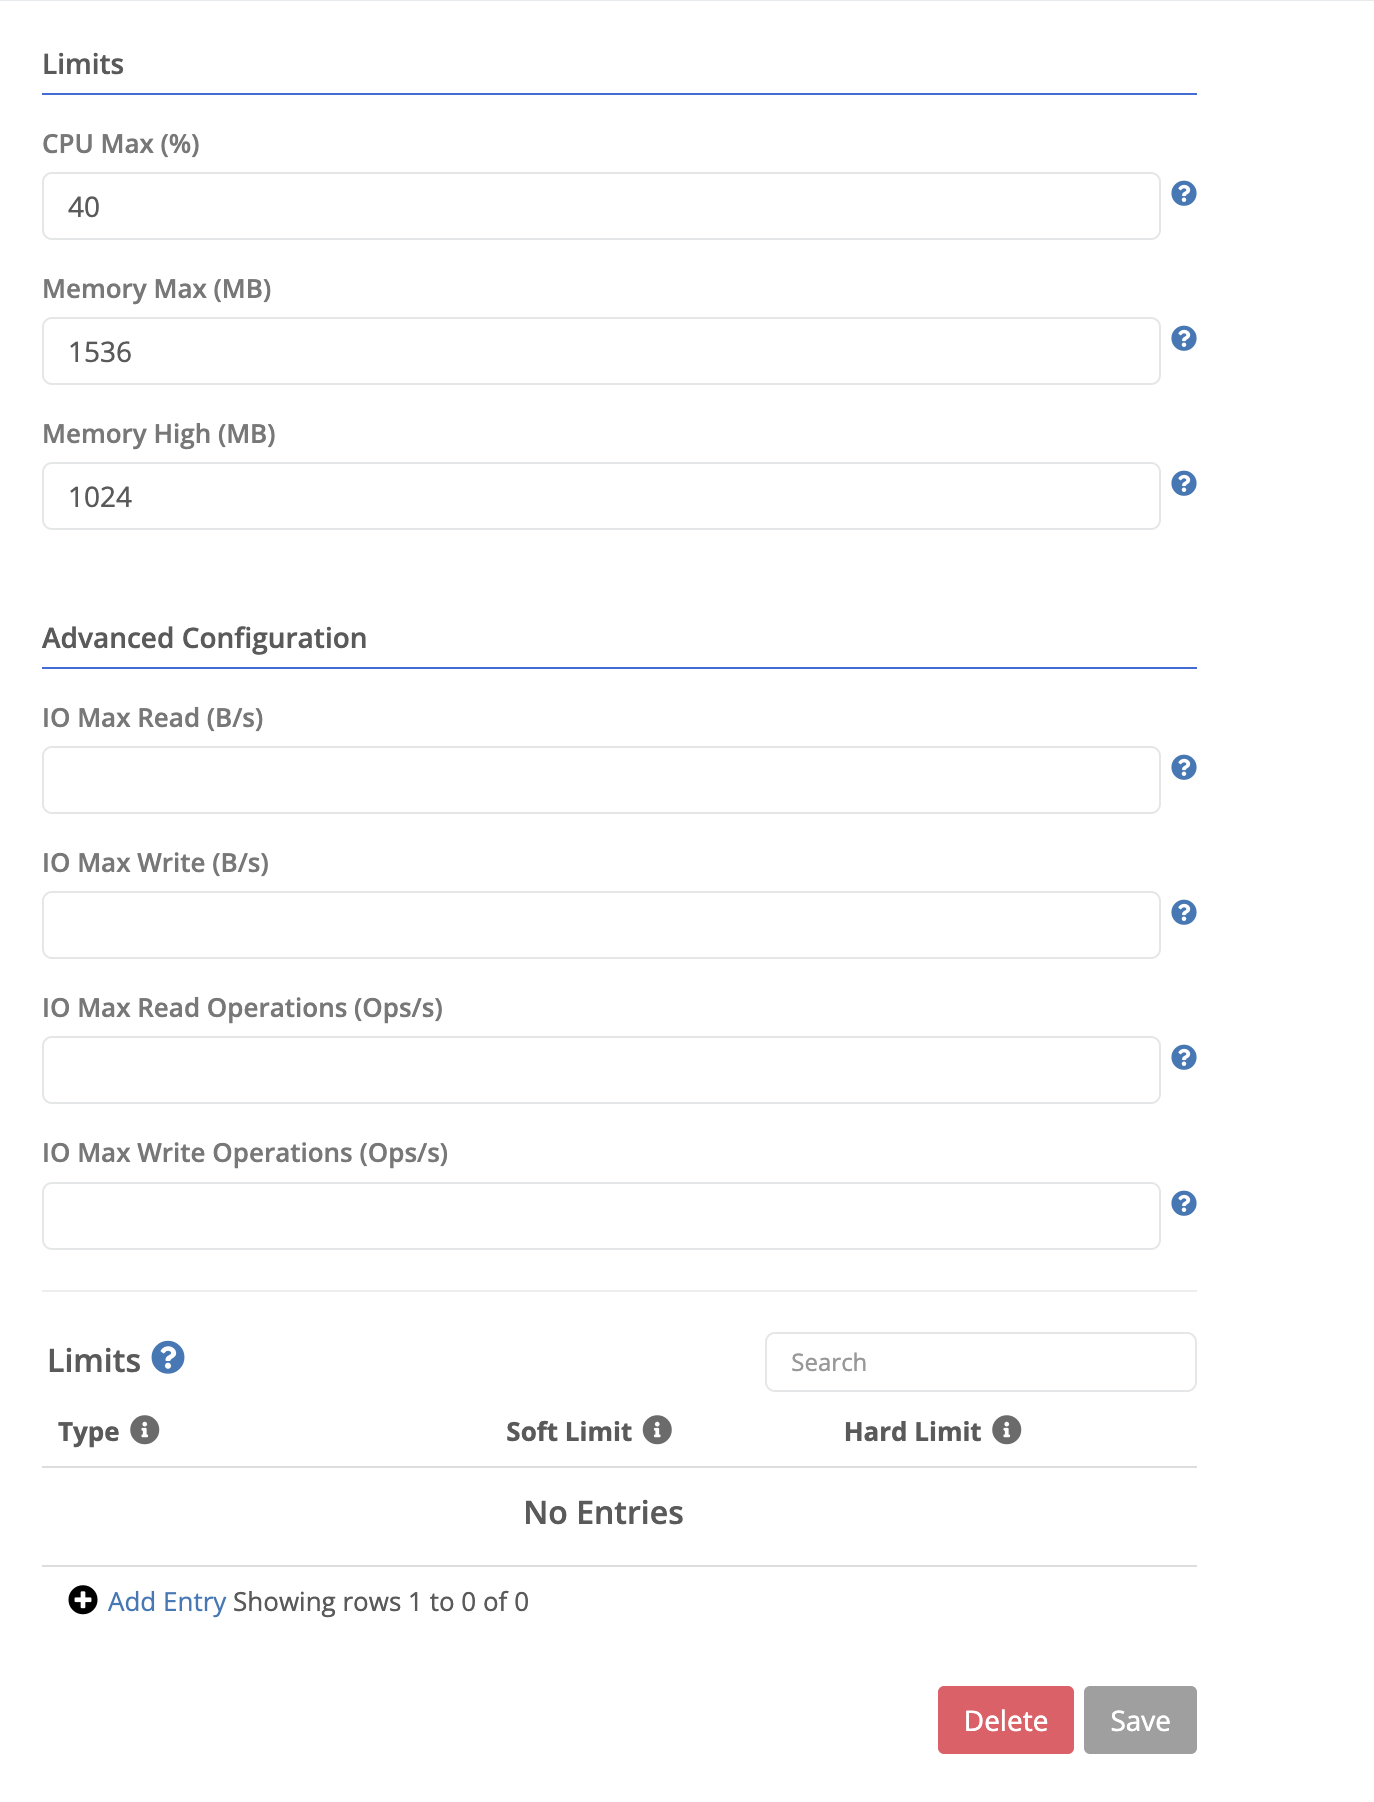 Limits
CPU Max (%)
40
Memory Max (MB)
1536
Memory High (MB)
1024
Advanced Configuration
IO Max Read (B/s)
IO Max Write (B/s)
IO Max Read Operations (Ops/s)
IO Max Write Operations (Ops/s)
Limits
Search
Type Soft Limit Hard Limit
No Entries
Add Entry Showing rows 1 to 0 of 0
Delete Save